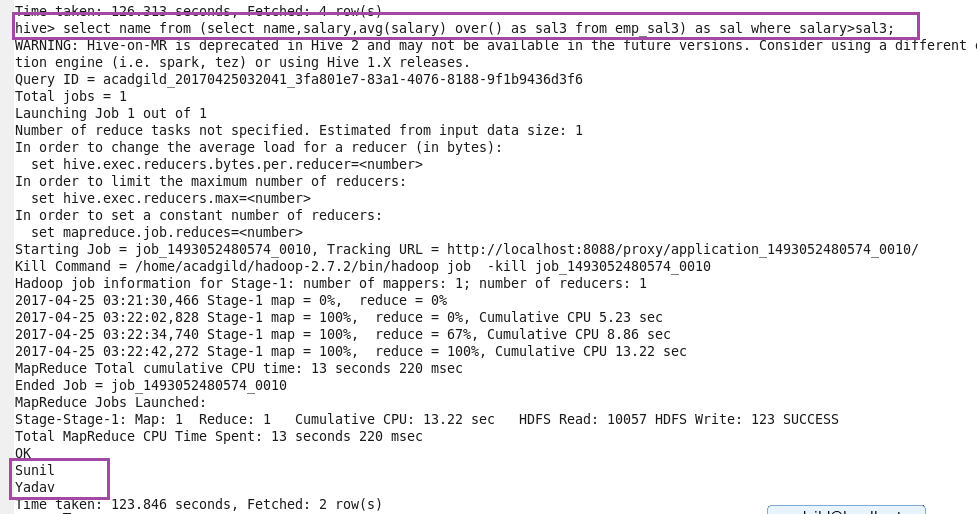 Time taken: 126.313 seconds, Fetched: 4 row(s)
hive> select name from (select name,salary,avg(salary) over() as sal3 from emp_sal3) as sal where salary>sal3;
WARNING: Hive-on-MR is deprecated in Hive 2 and may not be available in the future versions. Consider using a different
tion engine (i.e. spark, tez) or using Hive 1.X releases.
Query ID = acadgild_20170425032041_3fa801e7-83a1-4076-8188-9f1b9436d3f6
Total jobs = 1
Launching Job 1 out of 1
Number of reduce tasks not specified. Estimated from input data size: 1
In order to change the average load for a reducer (in bytes):
  set hive.exec.reducers.bytes.per.reducer=<number>
In order to limit the maximum number of reducers:
  set hive.exec.reducers.max=<number>
In order to set a constant number of reducers:
  set mapreduce.job.reduces=<number>
Starting Job = job_1493052480574_0010, Tracking URL = http://localhost:8088/proxy/application_1493052480574_0010/
Kill Command = /home/acadgild/hadoop-2.7.2/bin/hadoop job  -kill job_1493052480574_0010
Hadoop job information for Stage-1: number of mappers: 1; number of reducers: 1
2017-04-25 03:21:30,466 Stage-1 map = 0%,  reduce = 0%
2017-04-25 03:22:02,828 Stage-1 map = 100%,  reduce = 0%, Cumulative CPU 5.23 sec
2017-04-25 03:22:34,740 Stage-1 map = 100%,  reduce = 67%, Cumulative CPU 8.86 sec
2017-04-25 03:22:42,272 Stage-1 map = 100%,  reduce = 100%, Cumulative CPU 13.22 sec
MapReduce Total cumulative CPU time: 13 seconds 220 msec
Ended Job = job_1493052480574_0010
MapReduce Jobs Launched:
Stage-Stage-1: Map: 1  Reduce: 1   Cumulative CPU: 13.22 sec   HDFS Read: 10057 HDFS Write: 123 SUCCESS
Total MapReduce CPU Time Spent: 13 seconds 220 msec
OK
Sunil
Yadav
Time taken: 123.846 seconds, Fetched: 2 row(s)